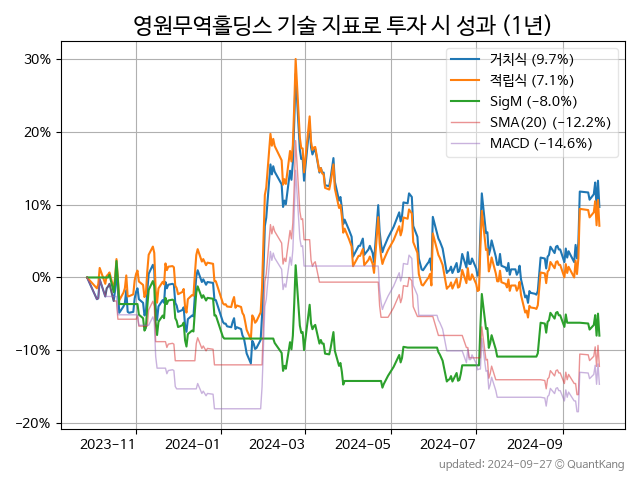 영원무역홀딩스 기술 지표로 투자 시 성과 (1년)
거치식 (9.7%)
적립식 (7.1%)
SigM (−8.0%)
SMA(20) (−12.2%)
MACD (−14.6%)
30%
20%
10%
0%
−10%
−20%
2023-11 2024-01 2024-03 2024-05 2024-07 2024-09
updated: 2024-09-27 © QuantKang